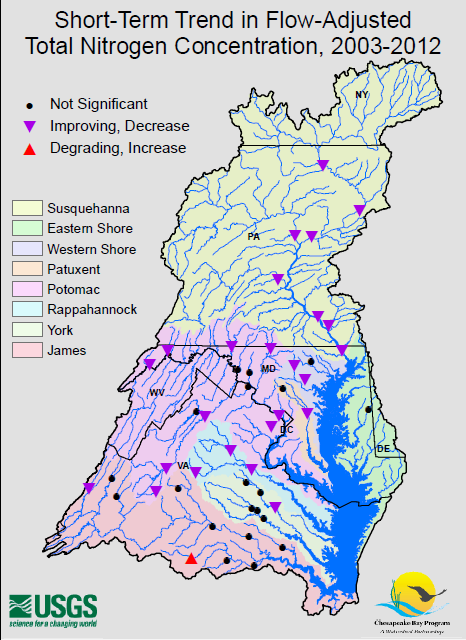 Short-Term Trend in Flow-Adjusted
Total Nitrogen Concentration, 2003-2012
Not Significant
Improving, Decrease
Degrading, Increase
NY
Susquehanna
Eastern Shore
Western Shore
Patuxent
Potomac
Rappahannock
York
James
PA
MD
WV
DC
DE
VA
USGS
science for a changing world
Chesapeake Bay Program
A Watershed Partnership